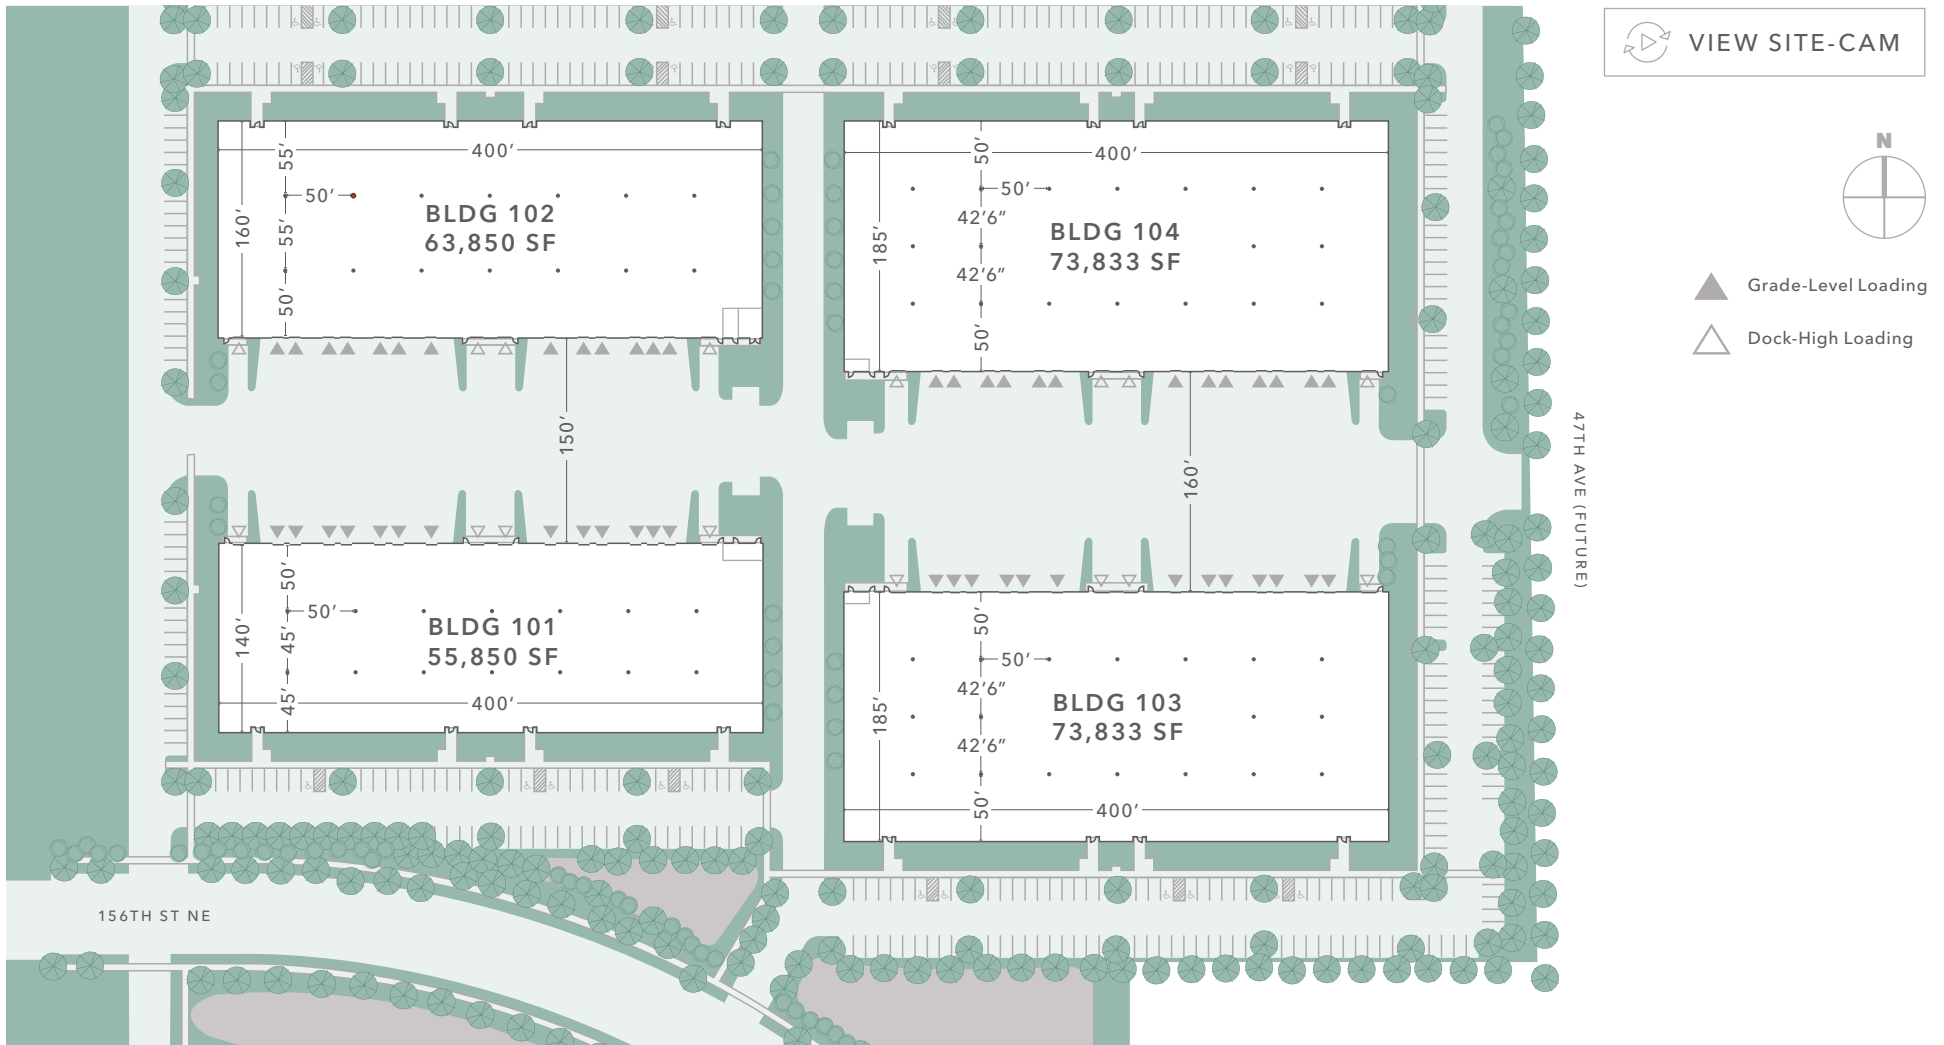 VIEW SITE-CAM
N
Grade-Level Loading
Dock-High Loading
55’
400’
50’
160’
55’
50’
BLDG 102
63,850 SF
50’
400’
50’
185’
42’6”
42’6”
50’
BLDG 104
73,833 SF
150’
160’
47TH AVE (FUTURE)
50’
50’
140’
45’
45’
400’
BLDG 101
55,850 SF
50’
50’
185’
42’6”
42’6”
50’
400’
BLDG 103
73,833 SF
156TH ST NE